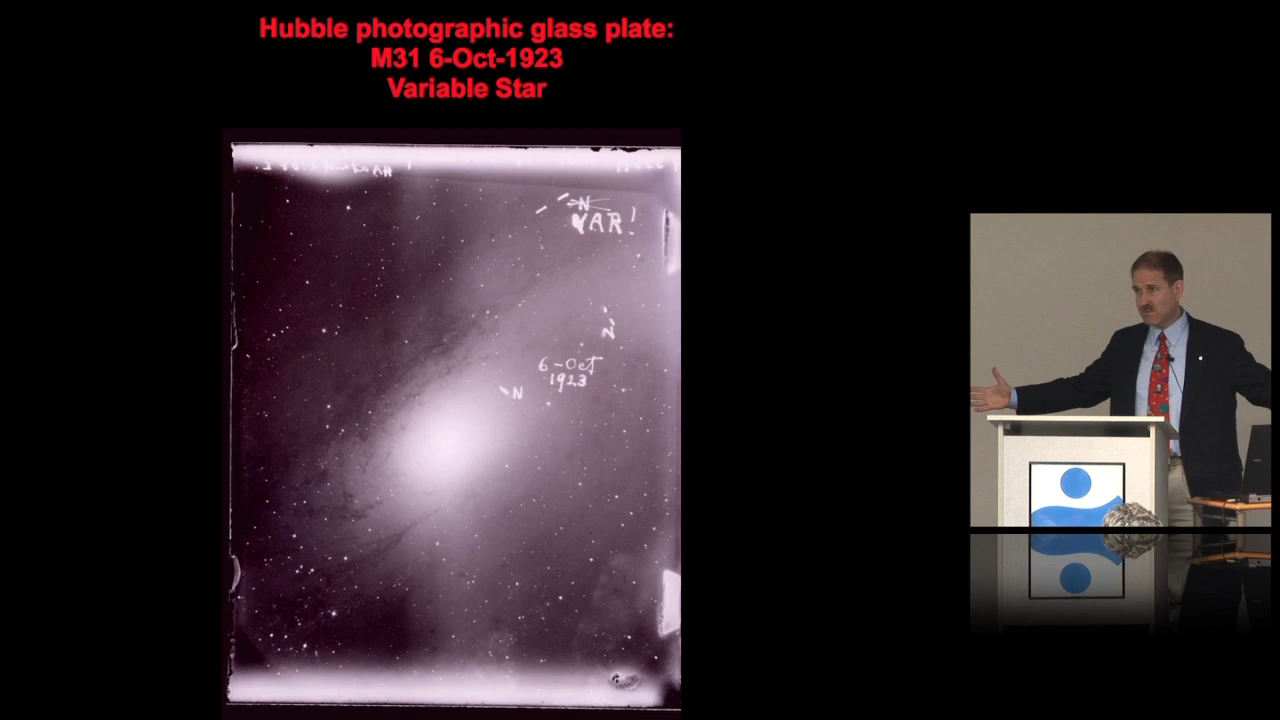 Hubble photographic glass plate:
M31 6-Oct-1923
Variable Star
N
VAR!
N
6-Oct
1923
N